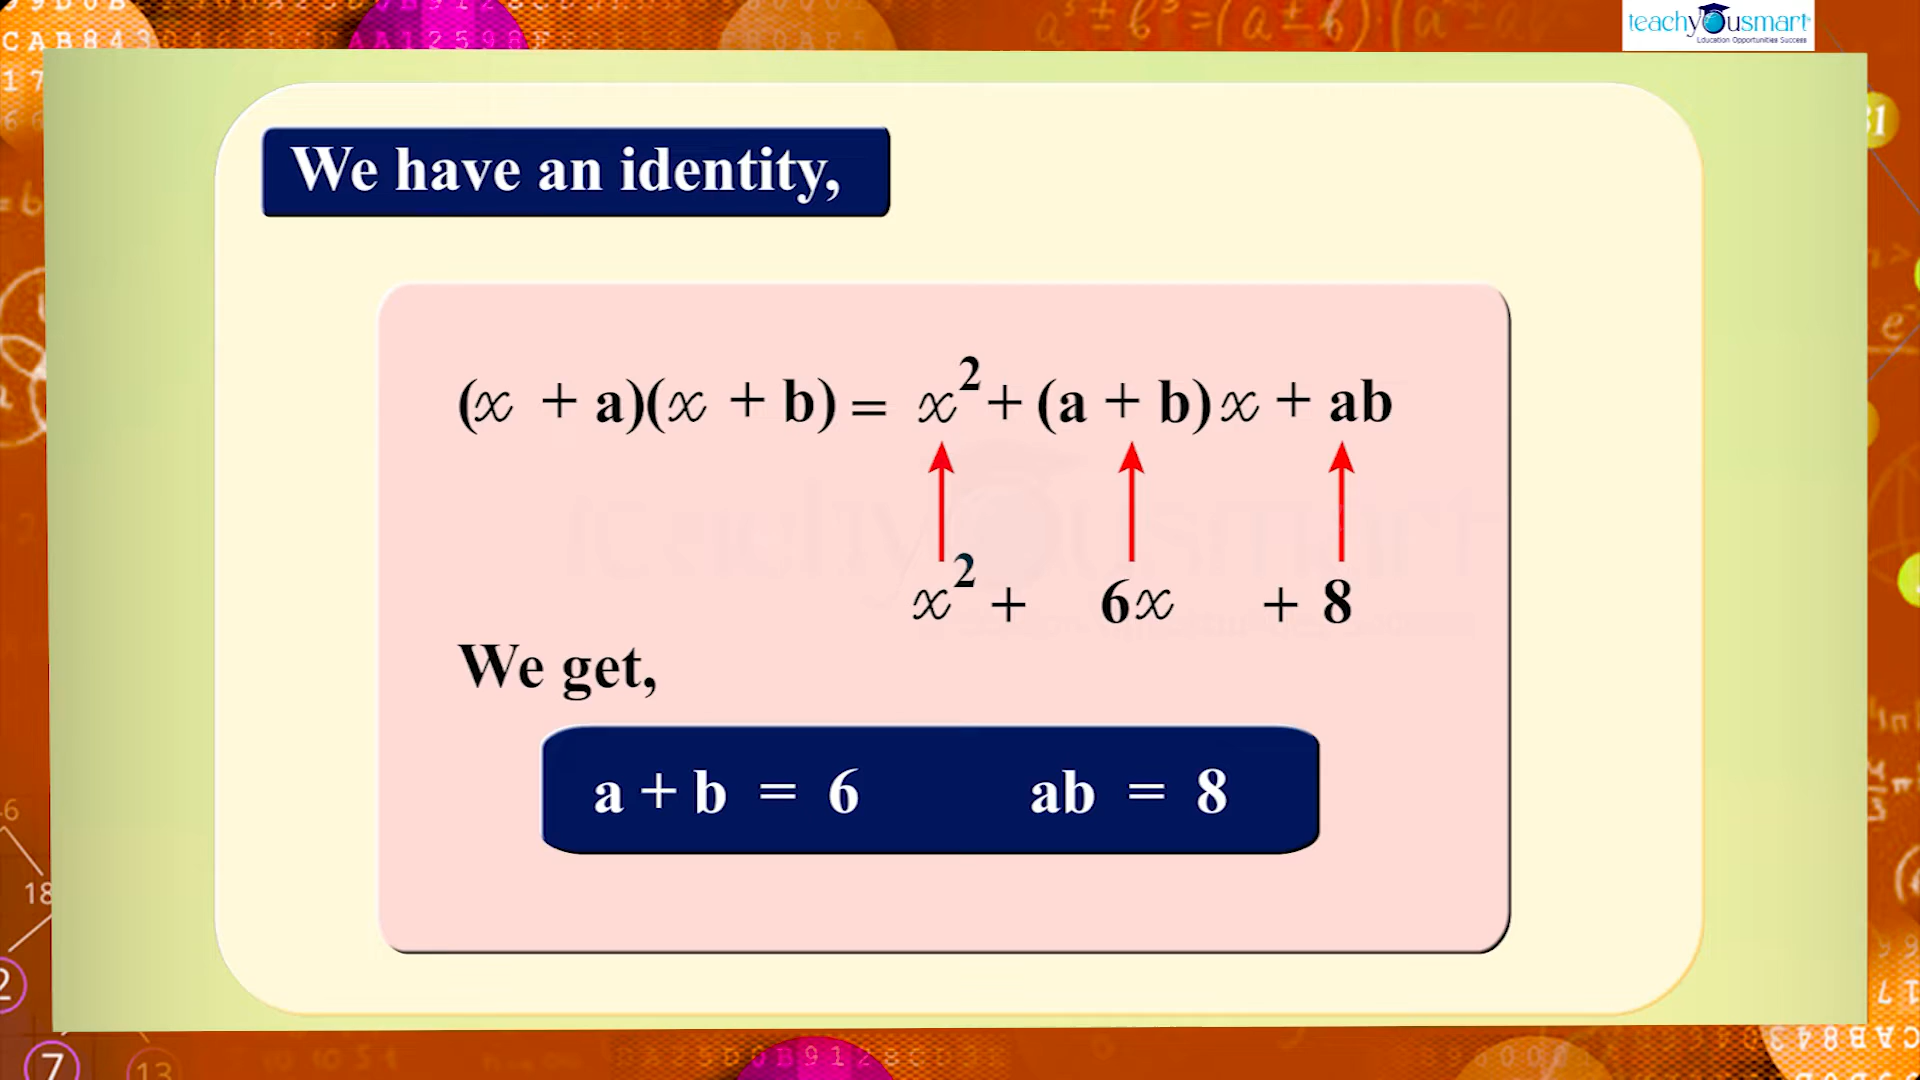 teachyousmart
Education Opportunities Success
We have an identity,
(x + a)(x + b) = x² + (a + b)x + ab
x² + 6x + 8
We get,
a + b = 6 ab = 8